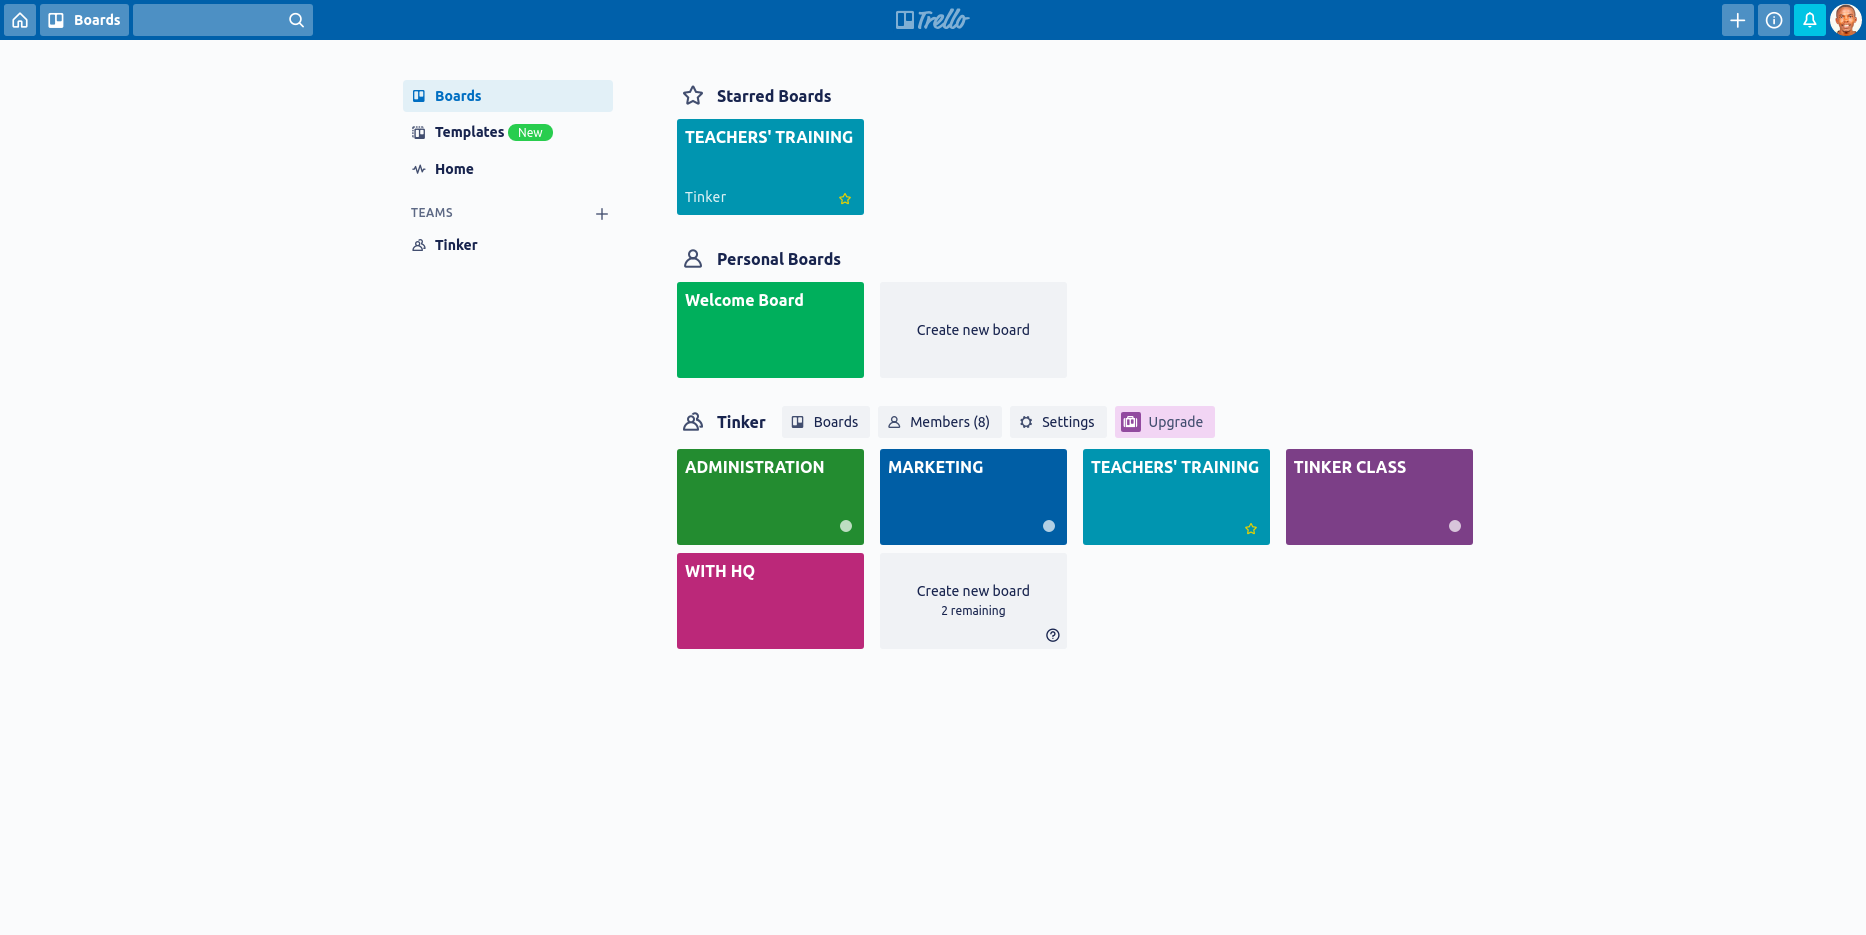 Boards
Trello
Boards
Templates New
Home
TEAMS
Tinker
Starred Boards
TEACHERS' TRAINING
Tinker
Personal Boards
Welcome Board
Create new board
Tinker
Boards
Members (8)
Settings
Upgrade
ADMINISTRATION
MARKETING
TEACHERS' TRAINING
TINKER CLASS
WITH HQ
Create new board
2 remaining